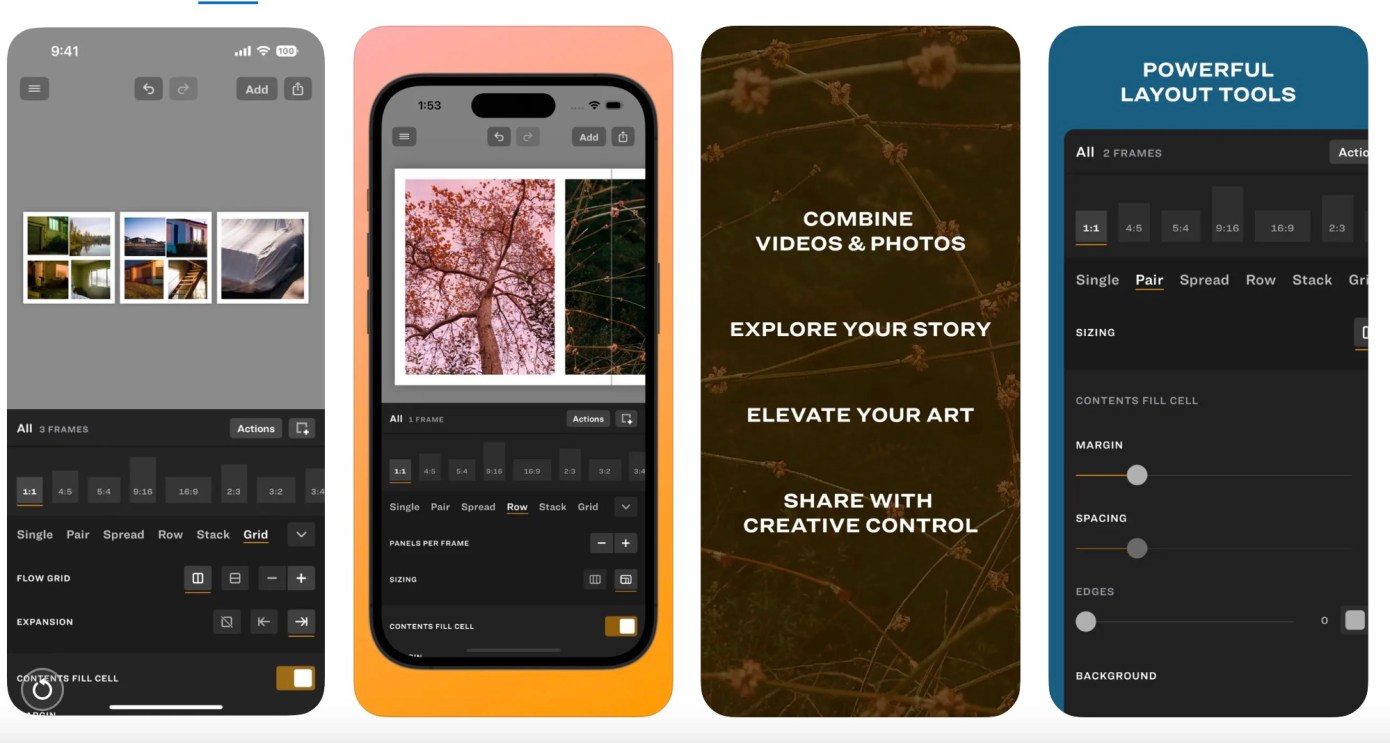 9:41
100
Add
All 3 FRAMES
Actions
1:1 4:5 5:4 9:16 16:9 2:3 3:2 3:4
Single Pair Spread Row Stack Grid
FLOW GRID
EXPANSION
CONTENTS FILL CELL
1:53
Add
All 1 FRAME
Actions
1:1 4:5 5:4 9:16 16:9 2:3 3:2 3:4
Single Pair Spread Row Stack Grid
PANELS PER FRAME
SIZING
CONTENTS FILL CELL
COMBINE
VIDEOS & PHOTOS
EXPLORE YOUR STORY
ELEVATE YOUR ART
SHARE WITH
CREATIVE CONTROL
POWERFUL
LAYOUT TOOLS
All 2 FRAMES
Actio
1:1 4:5 5:4 9:16 16:9 2:3
Single Pair Spread Row Stack Gri
SIZING
CONTENTS FILL CELL
MARGIN
SPACING
EDGES
0
BACKGROUND